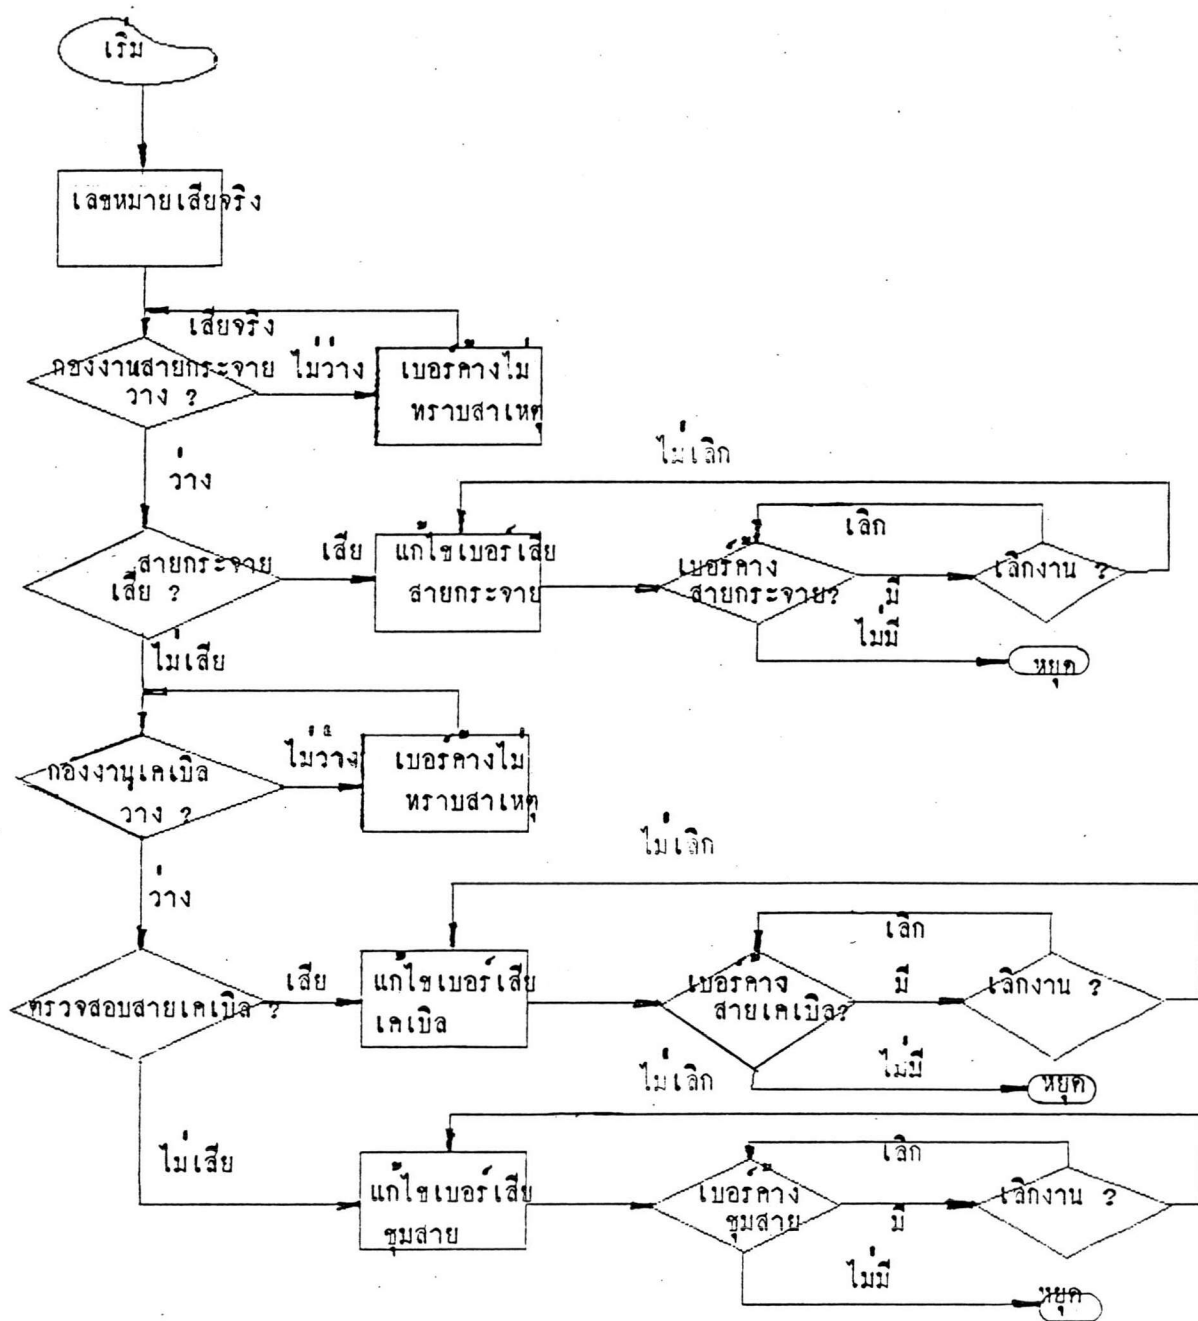 เริ่ม
เลขหมายเสียจริง
เสียจริง
กองงานสายกระจาย
ว่าง ?
ไม่ว่าง
เบอร์ค้างไม่
ทราบสาเหตุ
ว่าง
ไม่เลิก
เลิก
สายกระจาย
เสีย ?
เสีย
แก้ไขเบอร์เสีย
สายกระจาย
เบอร์ค้าง
สายกระจาย?
มี
เลิกงาน ?
ไม่มี
หยุด
ไม่เสีย
กองงานเคเบิล
ว่าง ?
ไม่ว่าง
เบอร์ค้างไม่
ทราบสาเหตุ
ว่าง
ไม่เลิก
เลิก
ตรวจสอบสายเคเบิล ?
เสีย
แก้ไขเบอร์เสีย
เคเบิล
เบอร์ค้าง
สายเคเบิล?
มี
เลิกงาน ?
ไม่มี
หยุด
ไม่เลิก
เลิก
ไม่เสีย
แก้ไขเบอร์เสีย
ชุมสาย
เบอร์ค้าง
ชุมสาย
มี
เลิกงาน ?
ไม่มี
หยุด